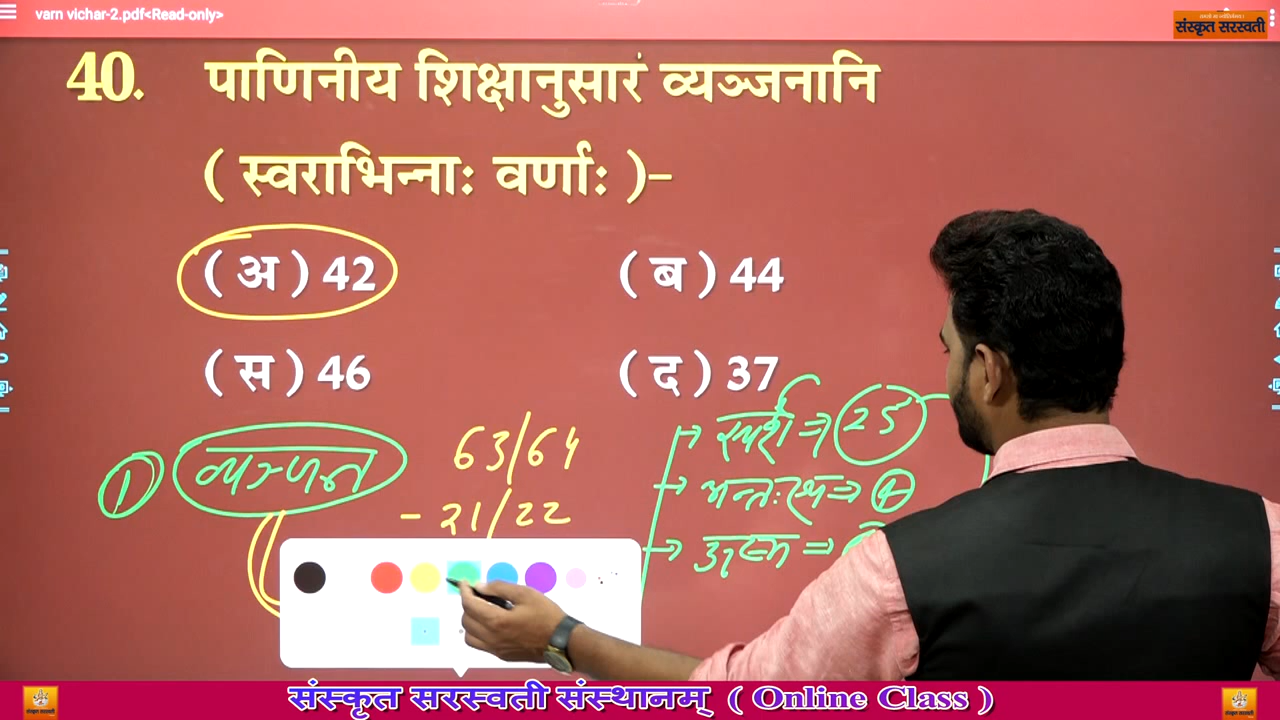 varn vichar-2.pdf<Read-only>
संस्कृत सरस्वती
40. पाणिनीय शिक्षानुसारं व्यञ्जनानि
( स्वराभिन्नाः वर्णाः )-
( अ ) 42 ( ब ) 44
( स ) 46 ( द ) 37
1 व्यञ्जन 63/64 → स्पर्श ⇒ 25
- 21/22 → अन्तःस्थ ⇒ 4
→ उष्म ⇒
संस्कृत सरस्वती संस्थानम् ( Online Class )